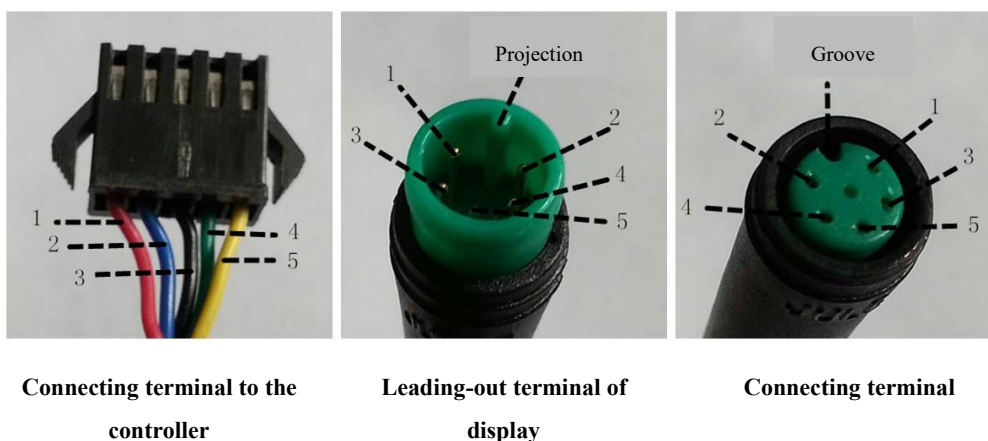 Projection
Groove
1
2
3
4
5
1
2
3
4
5
1
2
3
4
5
Connecting terminal to the
controller
Leading-out terminal of
display
Connecting terminal